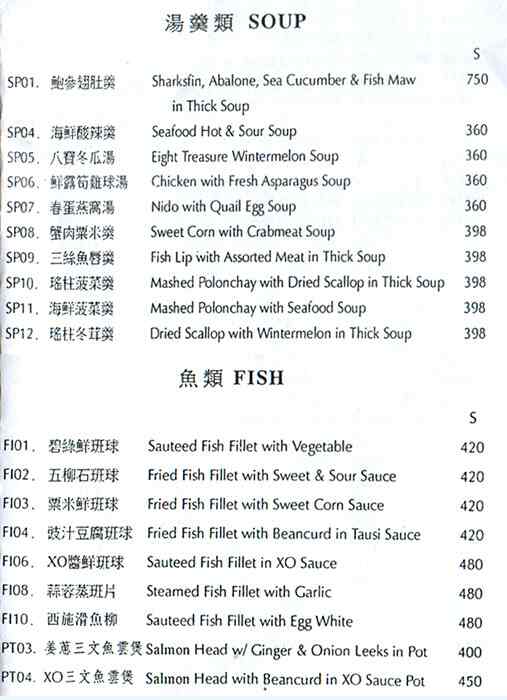 湯羹類 SOUP
S
SP01. 鮑參翅肚羹 Sharksfin, Abalone, Sea Cucumber & Fish Maw 750
in Thick Soup
SP04. 海鮮酸辣羹 Seafood Hot & Sour Soup 360
SP05. 八寶冬瓜湯 Eight Treasure Wintermelon Soup 360
SP06. 鮮露筍雞球湯 Chicken with Fresh Asparagus Soup 360
SP07. 春蛋燕窩湯 Nido with Quail Egg Soup 360
SP08. 蟹肉粟米羹 Sweet Corn with Crabmeat Soup 398
SP09. 三絲魚唇羹 Fish Lip with Assorted Meat in Thick Soup 398
SP10. 瑤柱菠菜羹 Mashed Polonchay with Dried Scallop in Thick Soup 398
SP11. 海鮮菠菜羹 Mashed Polonchay with Seafood Soup 398
SP12. 瑤柱冬茸羹 Dried Scallop with Wintermelon in Thick Soup 398
魚類 FISH
S
FI01. 碧綠鮮班球 Sauteed Fish Fillet with Vegetable 420
FI02. 五柳石班球 Fried Fish Fillet with Sweet & Sour Sauce 420
FI03. 粟米鮮班球 Fried Fish Fillet with Sweet Corn Sauce 420
FI04. 豉汁豆腐班球 Fried Fish Fillet with Beancurd in Tausi Sauce 420
FI06. XO醬鮮班球 Sauteed Fish Fillet in XO Sauce 480
FI08. 蒜蓉蒸班片 Steamed Fish Fillet with Garlic 480
FI10. 西施滑魚柳 Sauteed Fish Fillet with Egg White 480
PT03. 姜蔥三文魚雲煲 Salmon Head w/ Ginger & Onion Leeks in Pot 400
PT04. XO三文魚雲煲 Salmon Head with Beancurd in XO Sauce Pot 450